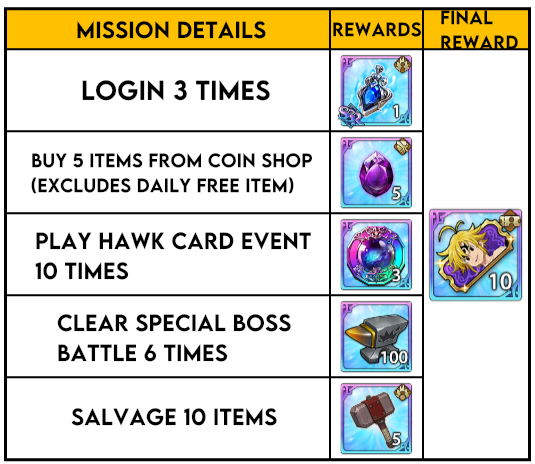 MISSION DETAILS
REWARDS
FINAL
REWARD
LOGIN 3 TIMES
1
BUY 5 ITEMS FROM COIN SHOP
(EXCLUDES DAILY FREE ITEM)
5
PLAY HAWK CARD EVENT
10 TIMES
3
10
CLEAR SPECIAL BOSS
BATTLE 6 TIMES
100
SALVAGE 10 ITEMS
5